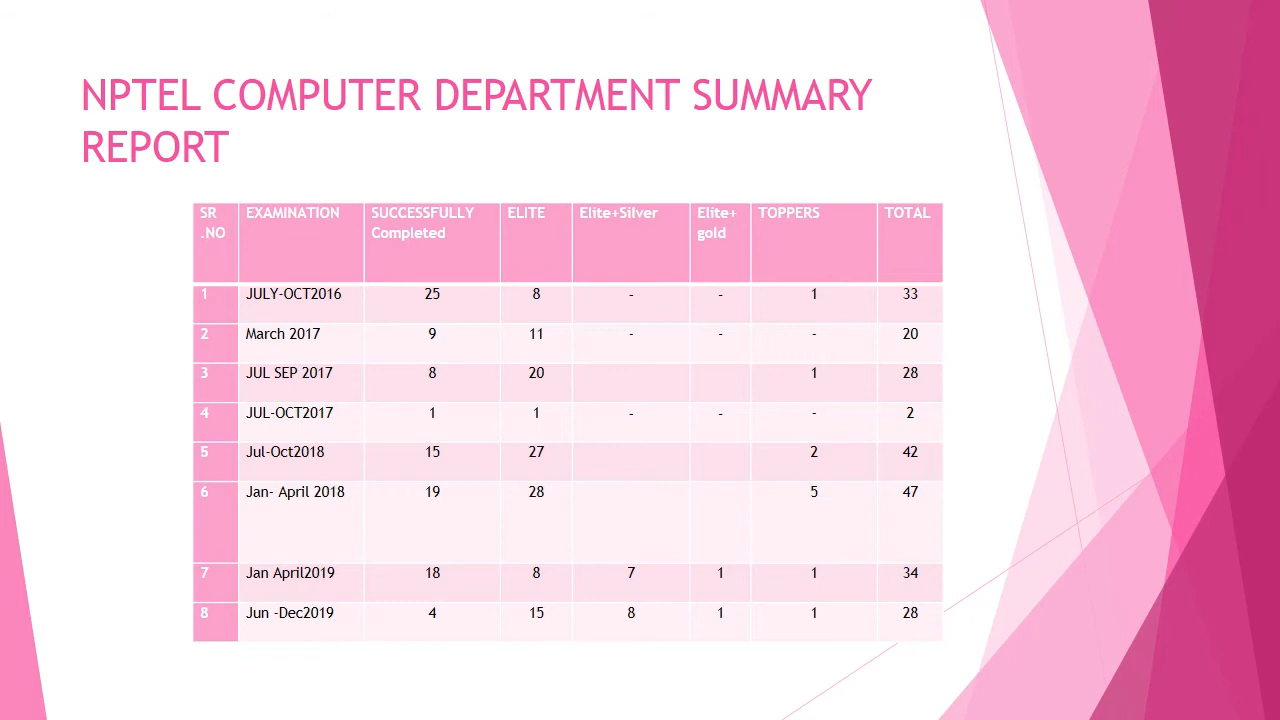 NPTEL COMPUTER DEPARTMENT SUMMARY
REPORT
SR .NO EXAMINATION SUCCESSFULLY Completed ELITE Elite+Silver Elite+ gold TOPPERS TOTAL
1 JULY-OCT2016 25 8 - - 1 33
2 March 2017 9 11 - - - 20
3 JUL SEP 2017 8 20 1 28
4 JUL-OCT2017 1 1 - - - 2
5 Jul-Oct2018 15 27 2 42
6 Jan- April 2018 19 28 5 47
7 Jan April2019 18 8 7 1 1 34
8 Jun -Dec2019 4 15 8 1 1 28